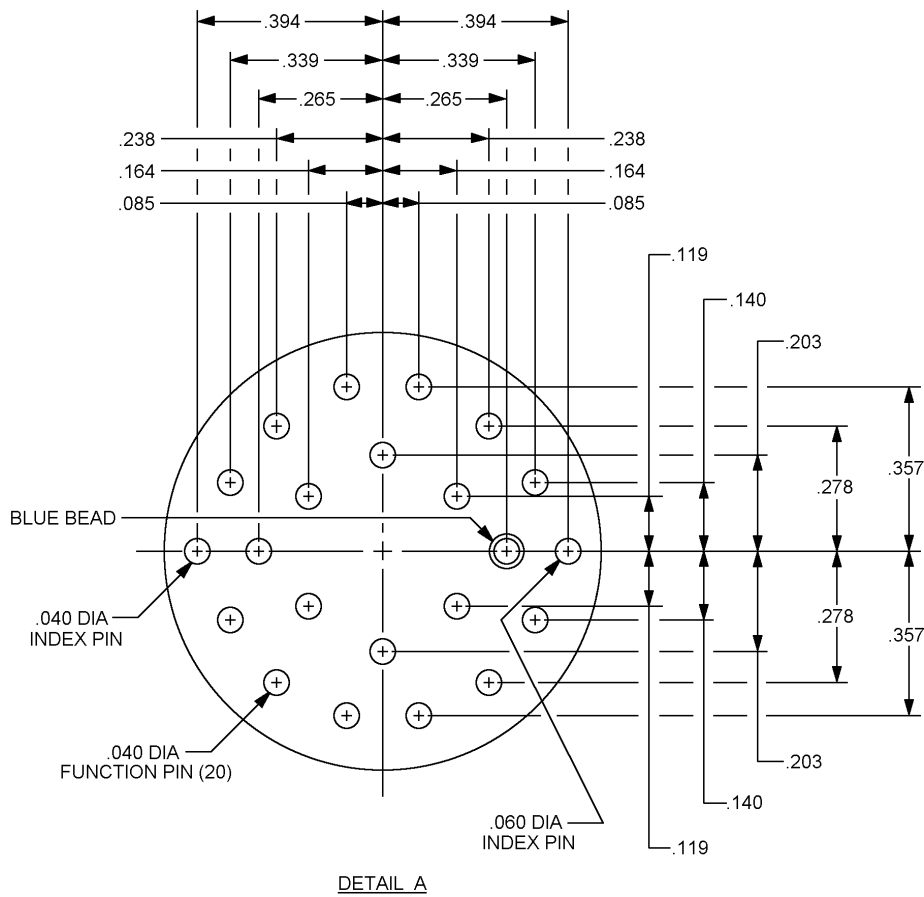 .394 .394
.339 .339
.265 .265
.238 .238
.164 .164
.085 .085
.119
.140
.203
.357
.278
BLUE BEAD
.040 DIA
INDEX PIN
.278
.357
.040 DIA
FUNCTION PIN (20)
.203
.140
.060 DIA
INDEX PIN
.119
DETAIL A